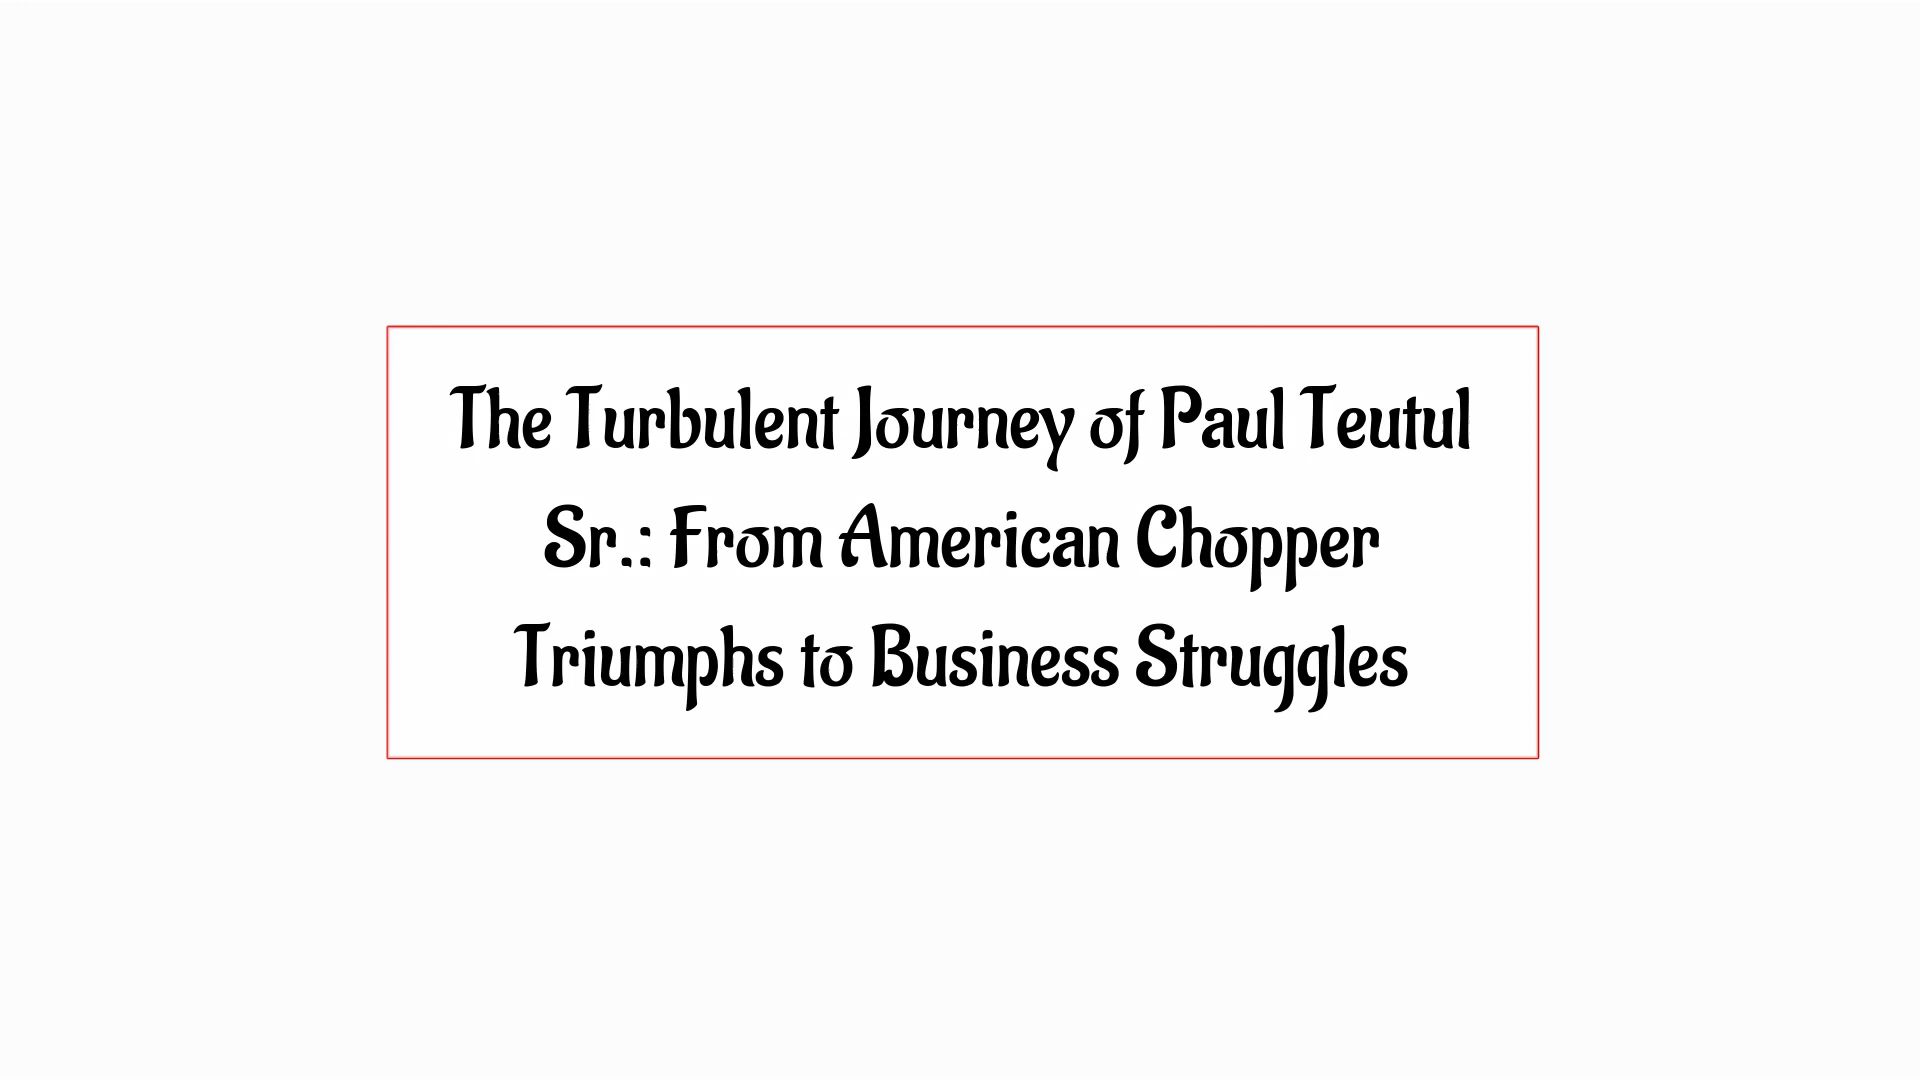 The Turbulent Journey of Paul Teutul
Sr.: From American Chopper
Triumphs to Business Struggles